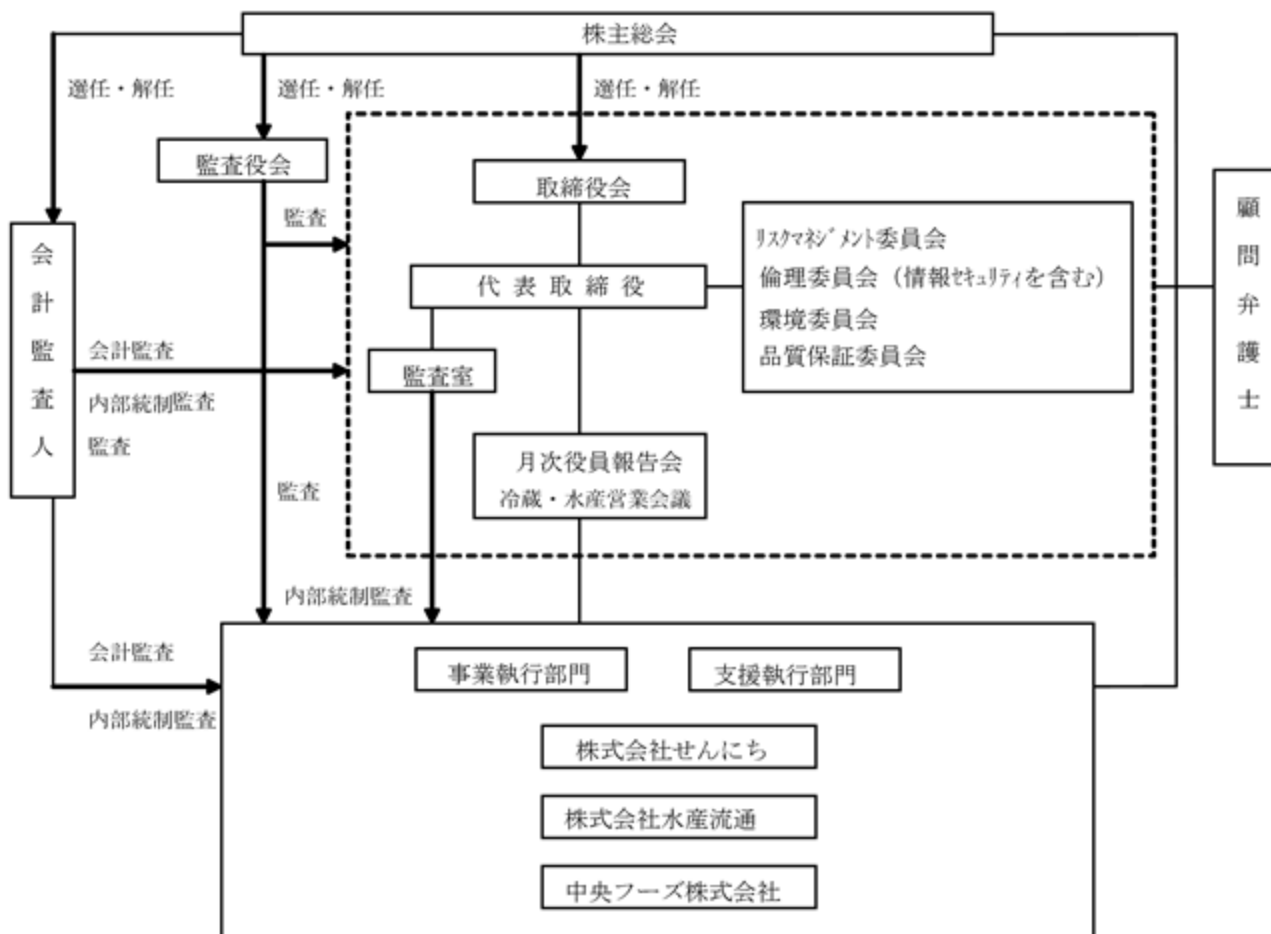 株主総会
選任・解任
選任・解任
選任・解任
監査役会
取締役会
顧問弁護士
監査
会計監査人
リスクマネジメント委員会
倫理委員会（情報セキュリティを含む）
環境委員会
品質保証委員会
代表取締役
会計監査
監査室
内部統制監査
監査
月次役員報告会
冷蔵・水産営業会議
監査
内部統制監査
会計監査
事業執行部門
支援執行部門
内部統制監査
株式会社せんにち
株式会社水産流通
中央フーズ株式会社